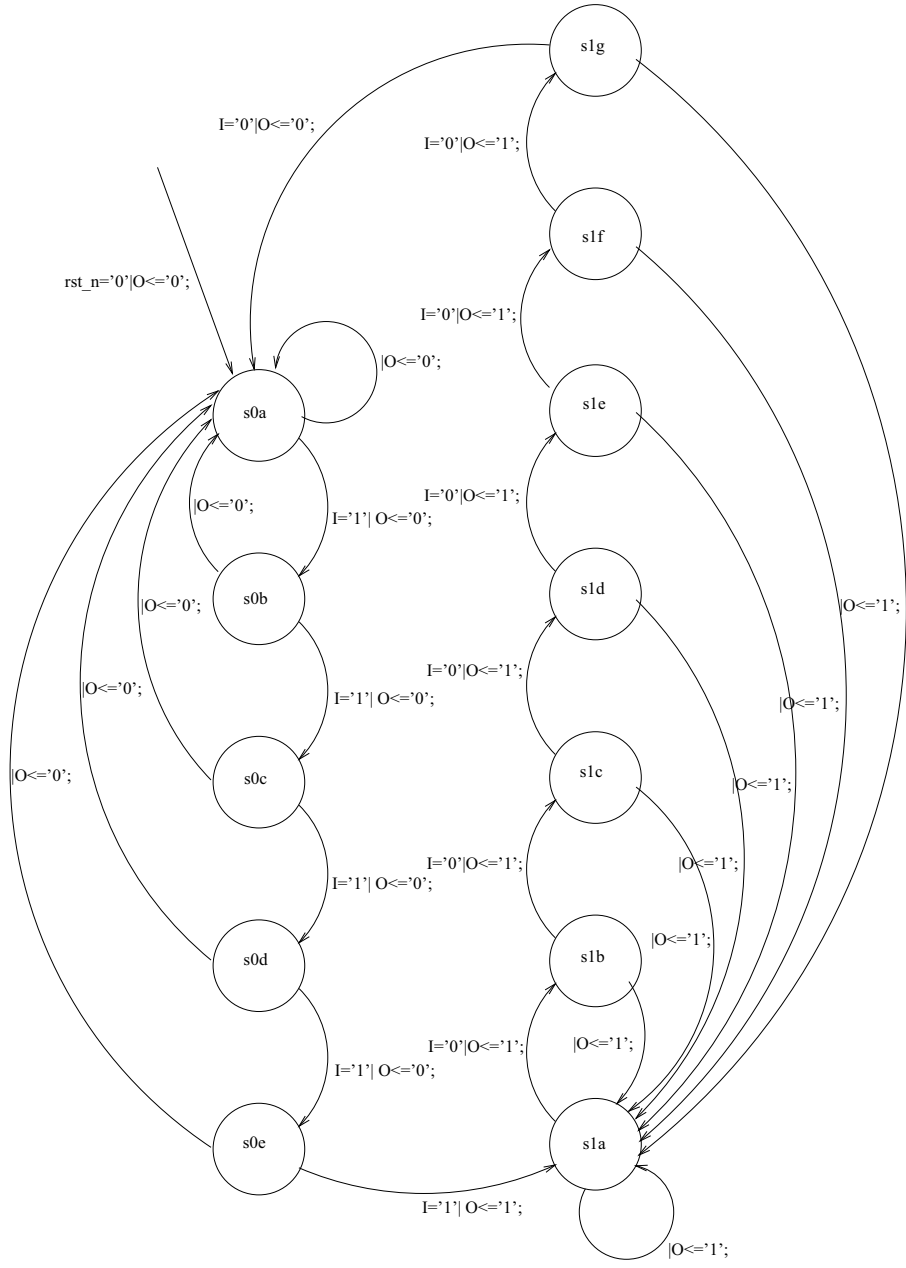 s1g
I='0'|O<='0';
I='0'|O<='1';
s1f
rst_n='0'|O<='0';
I='0'|O<='1';
|O<='0';
s0a
s1e
|O<='0';
I='1'| O<='0';
I='0'|O<='1';
s0b
s1d
|O<='0';
|O<='1';
|O<='0';
I='1'| O<='0';
I='0'|O<='1';
|O<='1';
|O<='0';
s0c
s1c
|O<='1';
I='1'| O<='0';
I='0'|O<='1';
|O<='1';
s0d
s1b
|O<='1';
I='1'| O<='0';
I='0'|O<='1';
|O<='1';
s0e
s1a
I='1'| O<='1';
|O<='1';